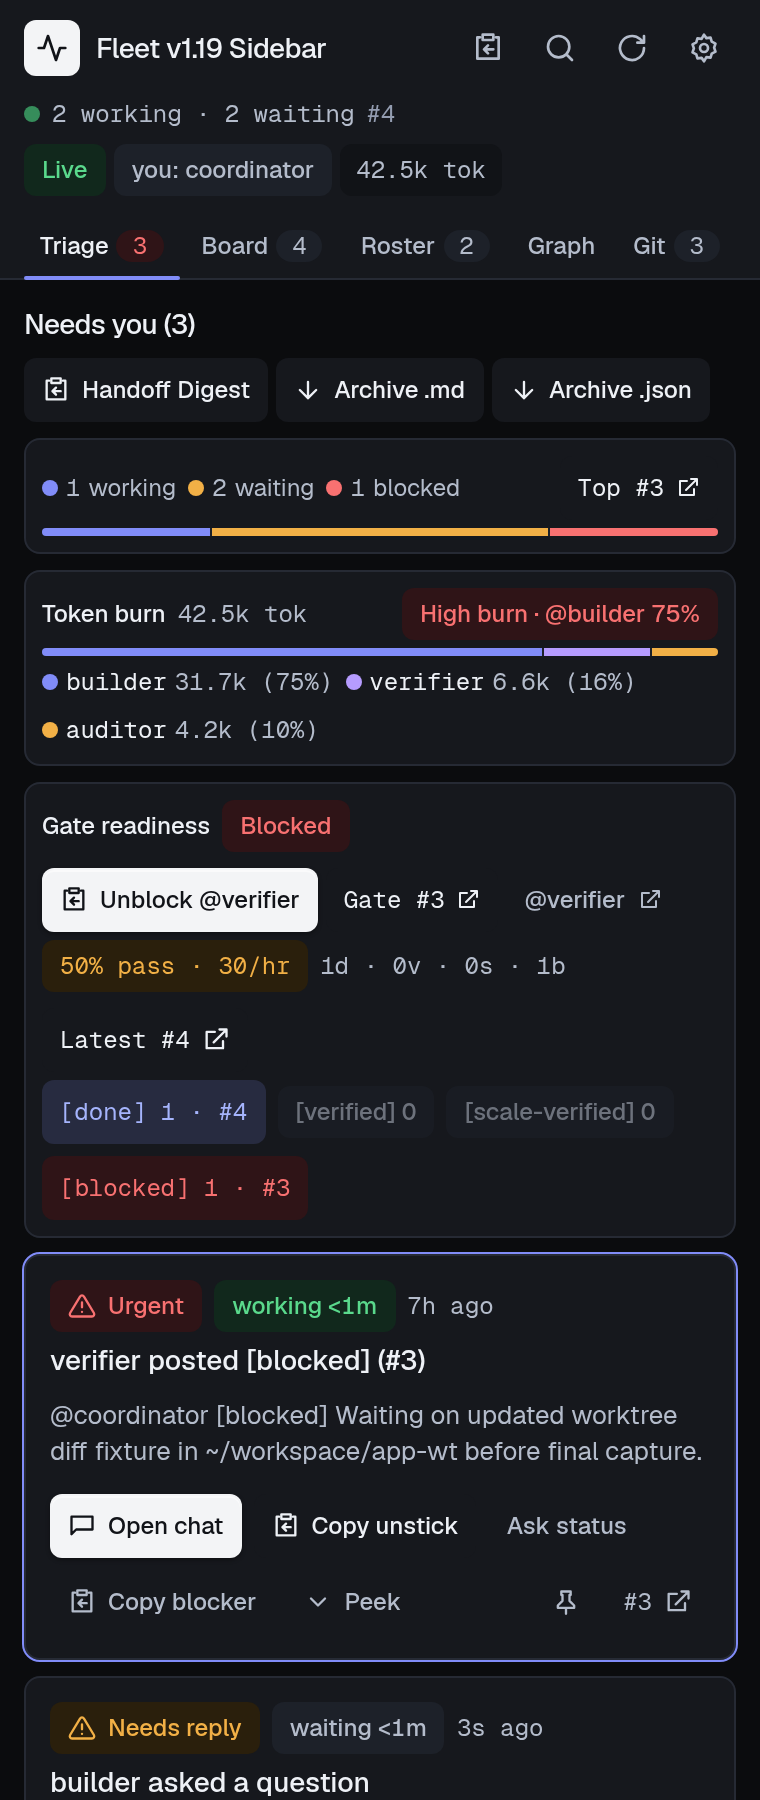 Fleet v1.19 Sidebar
2 working · 2 waiting #4
Live you: coordinator 42.5k tok
Triage 3 Board 4 Roster 2 Graph Git 3
Needs you (3)
Handoff Digest Archive .md Archive .json
1 working 2 waiting 1 blocked Top #3
Token burn 42.5k tok High burn · @builder 75%
builder 31.7k (75%) verifier 6.6k (16%)
auditor 4.2k (10%)
Gate readiness Blocked
Unblock @verifier Gate #3 @verifier
50% pass · 30/hr 1d · 0v · 0s · 1b
Latest #4
[done] 1 · #4 [verified] 0 [scale-verified] 0
[blocked] 1 · #3
Urgent working <1m 7h ago
verifier posted [blocked] (#3)
@coordinator [blocked] Waiting on updated worktree
diff fixture in ~/workspace/app-wt before final capture.
Open chat Copy unstick Ask status
Copy blocker Peek #3
Needs reply waiting <1m 3s ago
builder asked a question